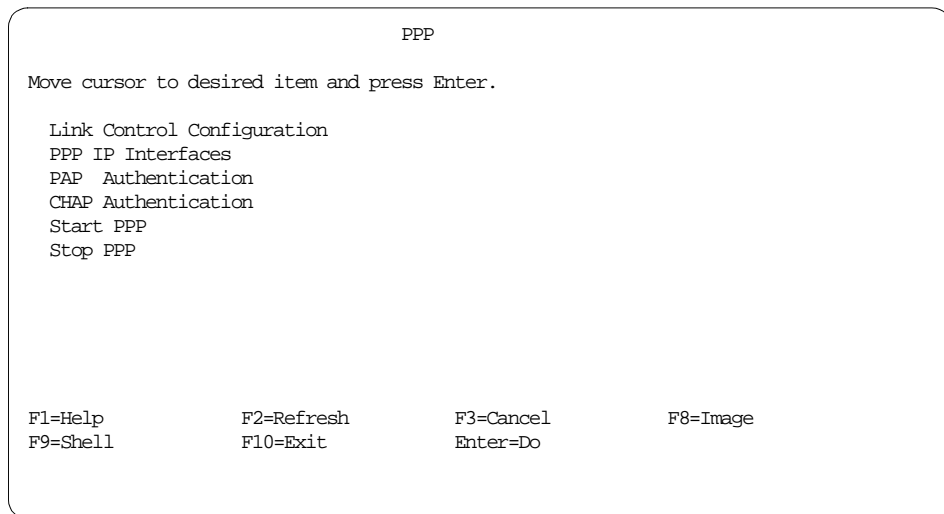 PPP
Move cursor to desired item and press Enter.
Link Control Configuration
PPP IP Interfaces
PAP  Authentication
CHAP Authentication
Start PPP
Stop PPP
F1=Help F2=Refresh F3=Cancel F8=Image
F9=Shell F10=Exit Enter=Do